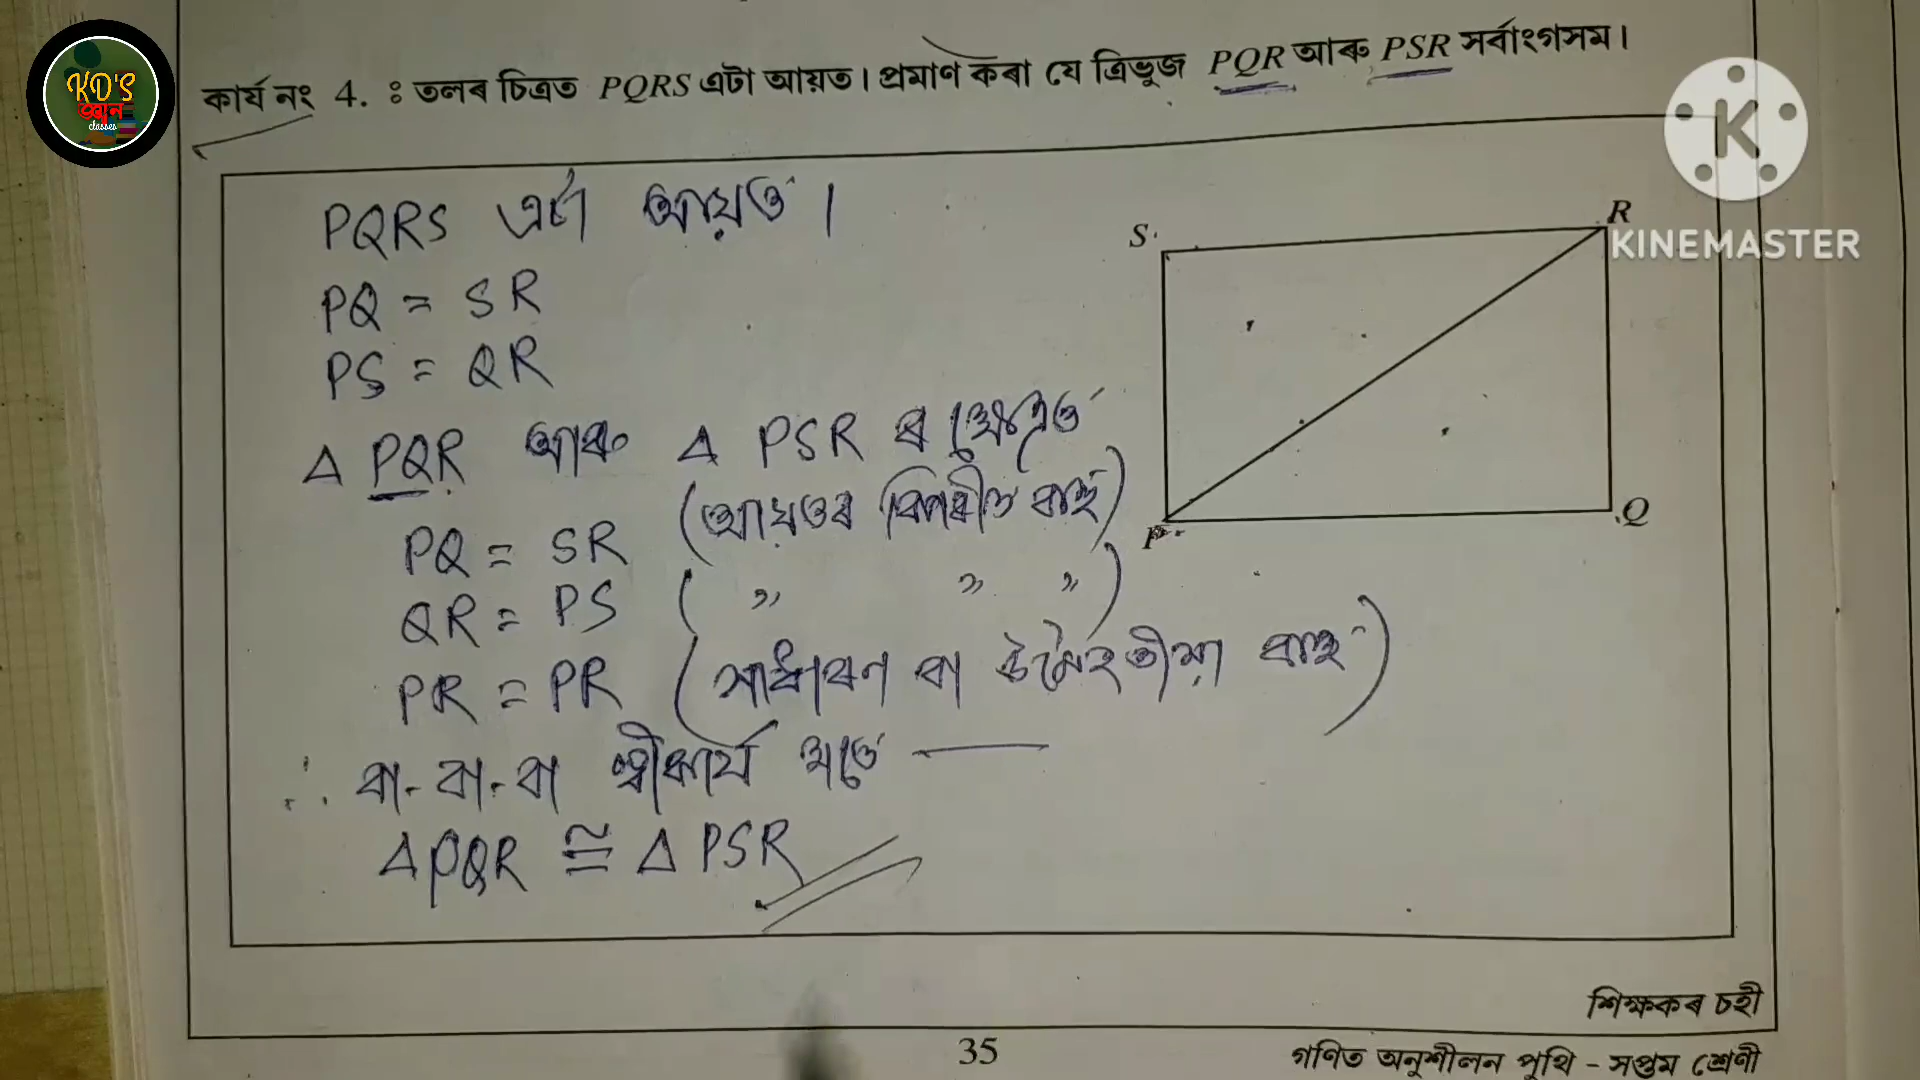 KD'S
জ্ঞান
classes
কাৰ্য নং 4. ঃ তলৰ চিত্ৰত PQRS এটা আয়ত। প্ৰমাণ কৰা যে ত্ৰিভুজ PQR আৰু PSR সৰ্বাংগসম।
K
KINEMASTER
PQRS এটা আয়ত।
PQ = SR
PS = QR
Δ PQR আৰু Δ PSR ৰ ক্ষেত্ৰত
PQ = SR (আয়তৰ বিপৰীত বাহু)
QR = PS ( " " " )
PR = PR (সাধাৰণ বা উমৈহতীয়া বাহু)
∴ বা-বা-বা স্বীকাৰ্য মতে —
ΔPQR ≅ ΔPSR
S
R
P
Q
শিক্ষকৰ চহী
35
গণিত অনুশীলন পুথি - সপ্তম শ্ৰেণী